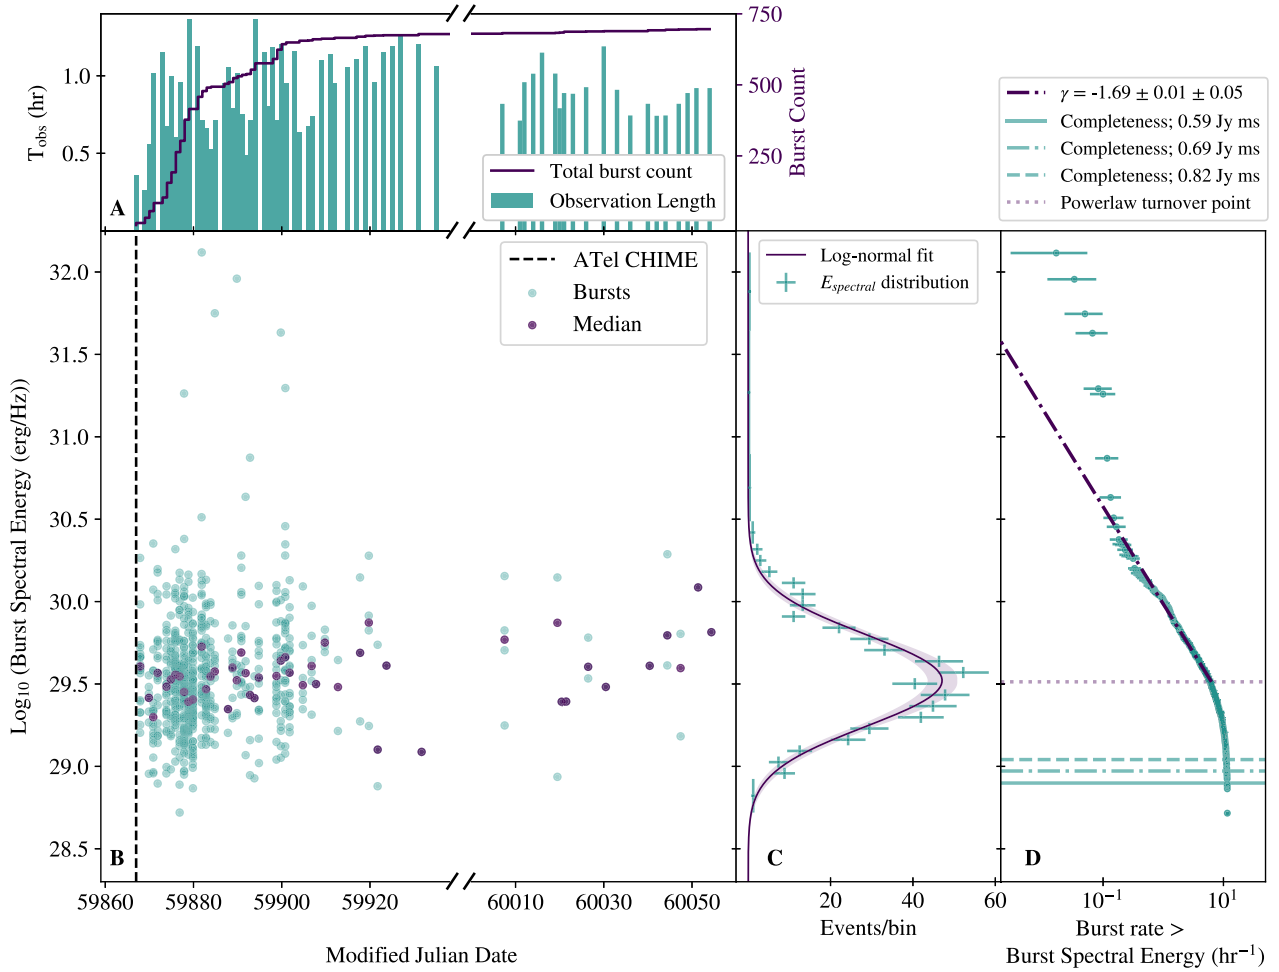 750
500
250
Burst Count
1.0
0.5
T_obs (hr)
A
Total burst count
Observation Length
γ = -1.69 ± 0.01 ± 0.05
Completeness; 0.59 Jy ms
Completeness; 0.69 Jy ms
Completeness; 0.82 Jy ms
Powerlaw turnover point
ATel CHIME
Bursts
Median
Log₁₀ (Burst Spectral Energy (erg/Hz))
32.0
31.5
31.0
30.5
30.0
29.5
29.0
28.5
B
59860 59880 59900 59920 60010 60030 60050
Modified Julian Date
Log-normal fit
E_spectral distribution
C
20 40 60
Events/bin
D
10⁻¹ 10¹
Burst rate >
Burst Spectral Energy (hr⁻¹)